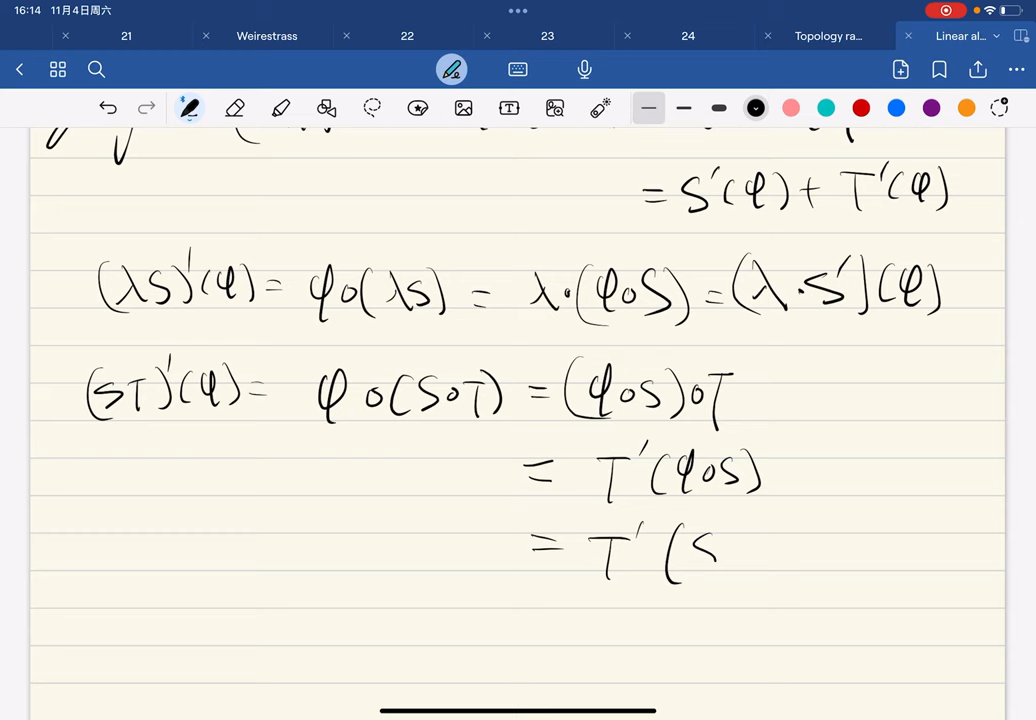 16:14 11月4日周六
21 Weirestrass 22 23 24 Topology ra... Linear al...
= S'(φ) + T'(φ)
(λS)'(φ) = φ∘(λS) = λ·(φ∘S) = (λ·S')(φ)
(ST)'(φ) = φ∘(S∘T) = (φ∘S)∘T
= T'(φ∘S)
= T'(S